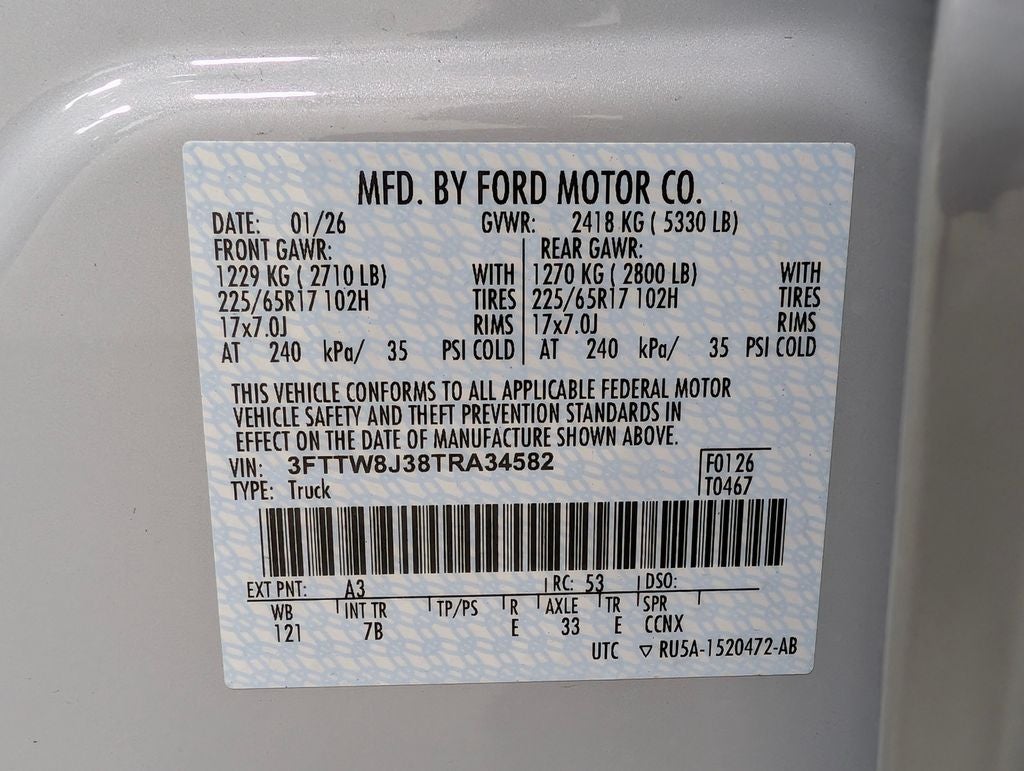 MFD. BY FORD MOTOR CO.
DATE: 01/26 GVWR: 2418 KG ( 5330 LB)
FRONT GAWR: REAR GAWR:
1229 KG ( 2710 LB) WITH 1270 KG ( 2800 LB) WITH
225/65R17 102H TIRES 225/65R17 102H TIRES
17x7.0J RIMS 17x7.0J RIMS
AT 240 kPa/ 35 PSI COLD AT 240 kPa/ 35 PSI COLD
THIS VEHICLE CONFORMS TO ALL APPLICABLE FEDERAL MOTOR
VEHICLE SAFETY AND THEFT PREVENTION STANDARDS IN
EFFECT ON THE DATE OF MANUFACTURE SHOWN ABOVE.
VIN: 3FTTW8J38TRA34582 F0126
TYPE: Truck T0467
EXT PNT: A3 RC: 53 DSO:
WB INT TR TP/PS R AXLE TR SPR
121 7B E 33 E CCNX
UTC ▽ RU5A-1520472-AB